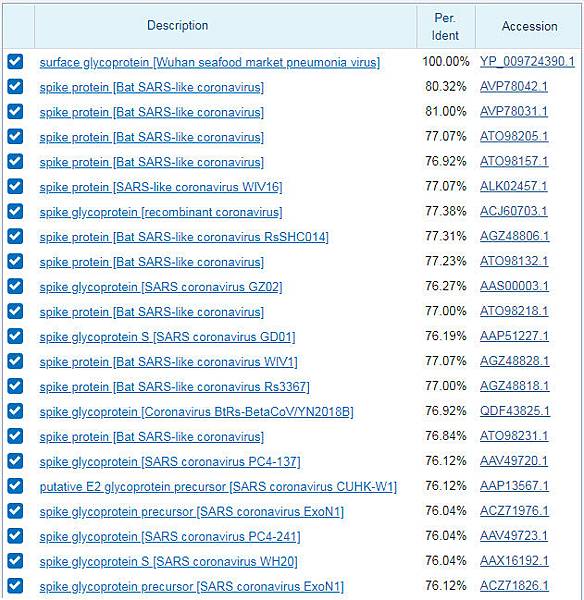 Description Per. Ident Accession
surface glycoprotein [Wuhan seafood market pneumonia virus] 100.00% YP_009724390.1
spike protein [Bat SARS-like coronavirus] 80.32% AVP78042.1
spike protein [Bat SARS-like coronavirus] 81.00% AVP78031.1
spike protein [Bat SARS-like coronavirus] 77.07% ATO98205.1
spike protein [Bat SARS-like coronavirus] 76.92% ATO98157.1
spike protein [SARS-like coronavirus WIV16] 77.07% ALK02457.1
spike glycoprotein [recombinant coronavirus] 77.38% ACJ60703.1
spike protein [Bat SARS-like coronavirus RsSHC014] 77.31% AGZ48806.1
spike protein [Bat SARS-like coronavirus] 77.23% ATO98132.1
spike glycoprotein [SARS coronavirus GZ02] 76.27% AAS00003.1
spike protein [Bat SARS-like coronavirus] 77.00% ATO98218.1
spike glycoprotein S [SARS coronavirus GD01] 76.19% AAP51227.1
spike protein [Bat SARS-like coronavirus WIV1] 77.07% AGZ48828.1
spike protein [Bat SARS-like coronavirus Rs3367] 77.00% AGZ48818.1
spike glycoprotein [Coronavirus BtRs-BetaCoV/YN2018B] 76.92% QDF43825.1
spike protein [Bat SARS-like coronavirus] 76.84% ATO98231.1
spike glycoprotein [SARS coronavirus PC4-137] 76.12% AAV49720.1
putative E2 glycoprotein precursor [SARS coronavirus CUHK-W1] 76.12% AAP13567.1
spike glycoprotein precursor [SARS coronavirus ExoN1] 76.04% ACZ71976.1
spike glycoprotein [SARS coronavirus PC4-241] 76.04% AAV49723.1
spike glycoprotein S [SARS coronavirus WH20] 76.04% AAX16192.1
spike glycoprotein precursor [SARS coronavirus ExoN1] 76.12% ACZ71826.1